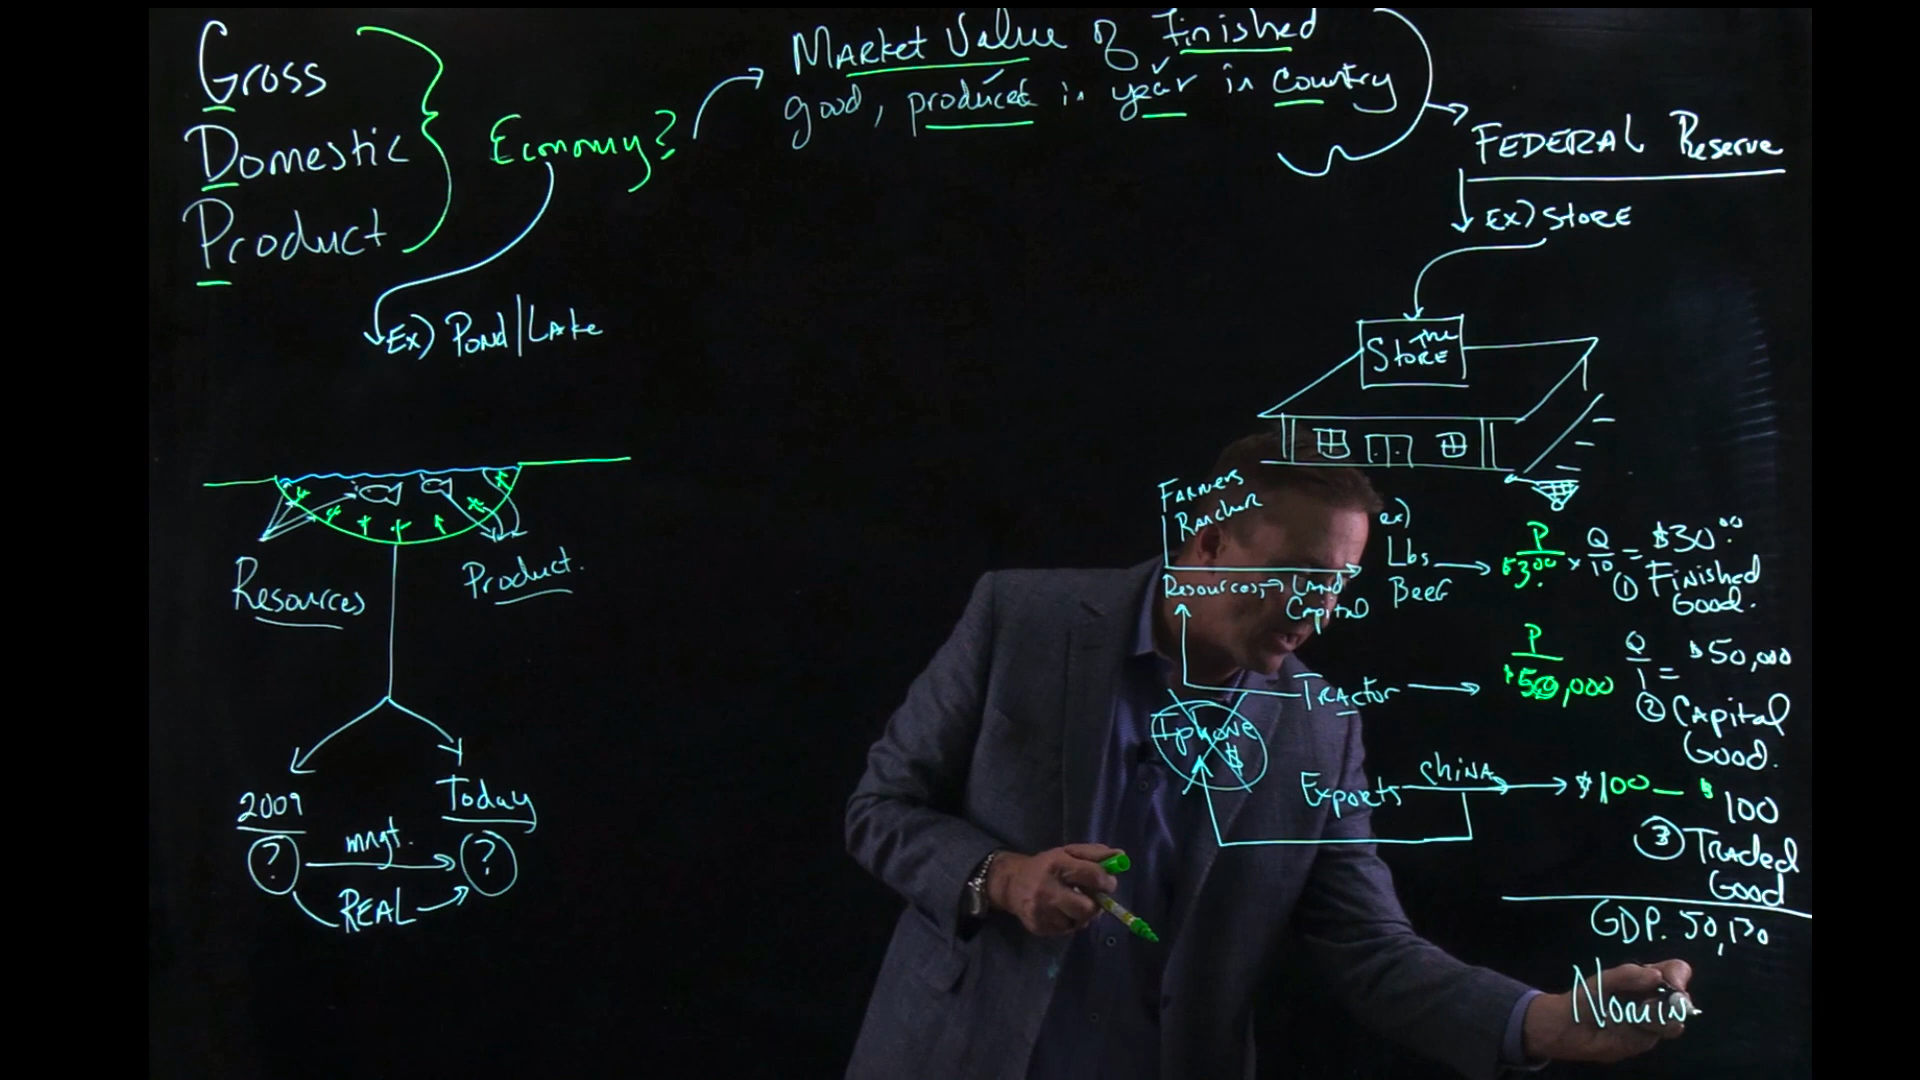 Gross
Domestic
Product
Economy?
Market Value of Finished
good, produced in year in Country
FEDERAL Reserve
Ex) STORE
The
STORE
Ex) Pond/Lake
Resources
Product.
2009
Today
?
mngt.
?
REAL
Farmers
Rancher
Resources, → Land
Capital
ex)
Lbs
Beef
P
$3.00
x
Q
10
= $30.00
① Finished
Good.
Tractor
P
$50,000
Q
1
= $50,000
② Capital
Good.
Iphone
$
Exports
China
$100 — $100
③ Traded
Good
GDP. 50,130
Nomin